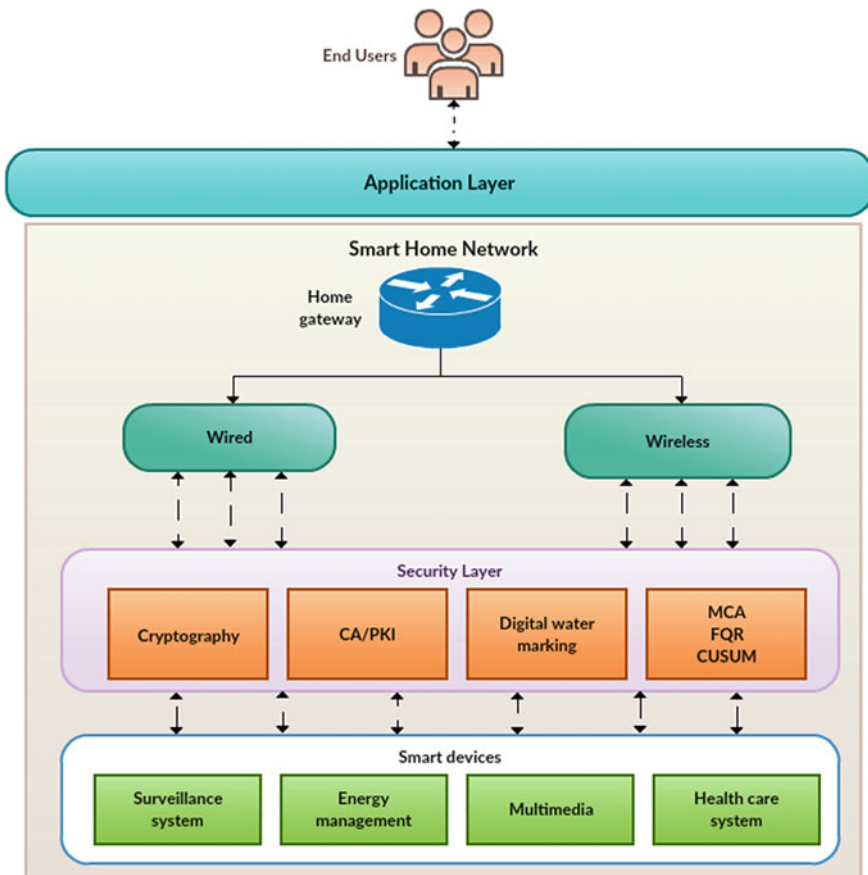 End Users
Application Layer
Smart Home Network
Home
gateway
Wired
Wireless
Security Layer
Cryptography
CA/PKI
Digital water
marking
MCA
FQR
CUSUM
Smart devices
Surveillance
system
Energy
management
Multimedia
Health care
system